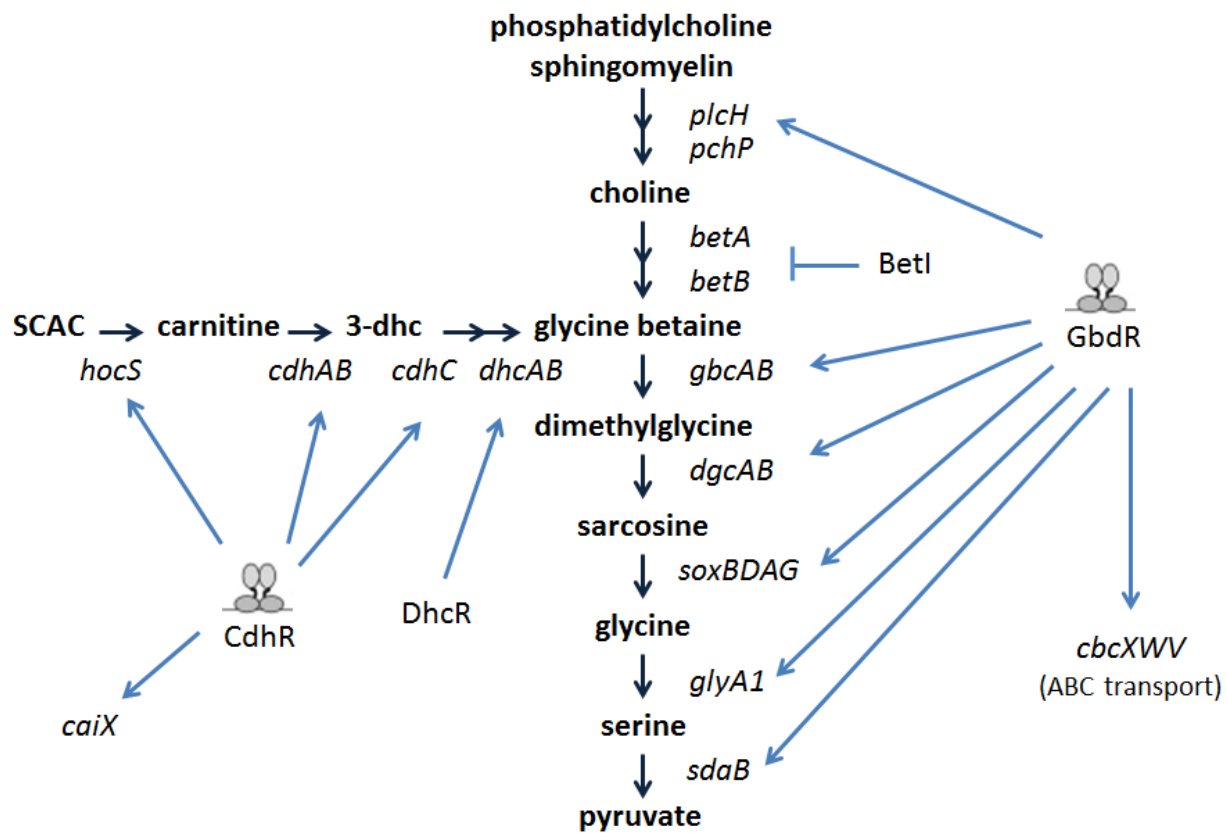 phosphatidylcholine
sphingomyelin
plcH
pchP
choline
betA
betB
BetI
GbdR
SCAC
carnitine
3-dhc
glycine betaine
hocS
cdhAB
cdhC
dhcAB
gbcAB
dimethylglycine
dgcAB
sarcosine
soxBDAG
CdhR
DhcR
glycine
cbcXWV
(ABC transport)
glyA1
caiX
serine
sdaB
pyruvate